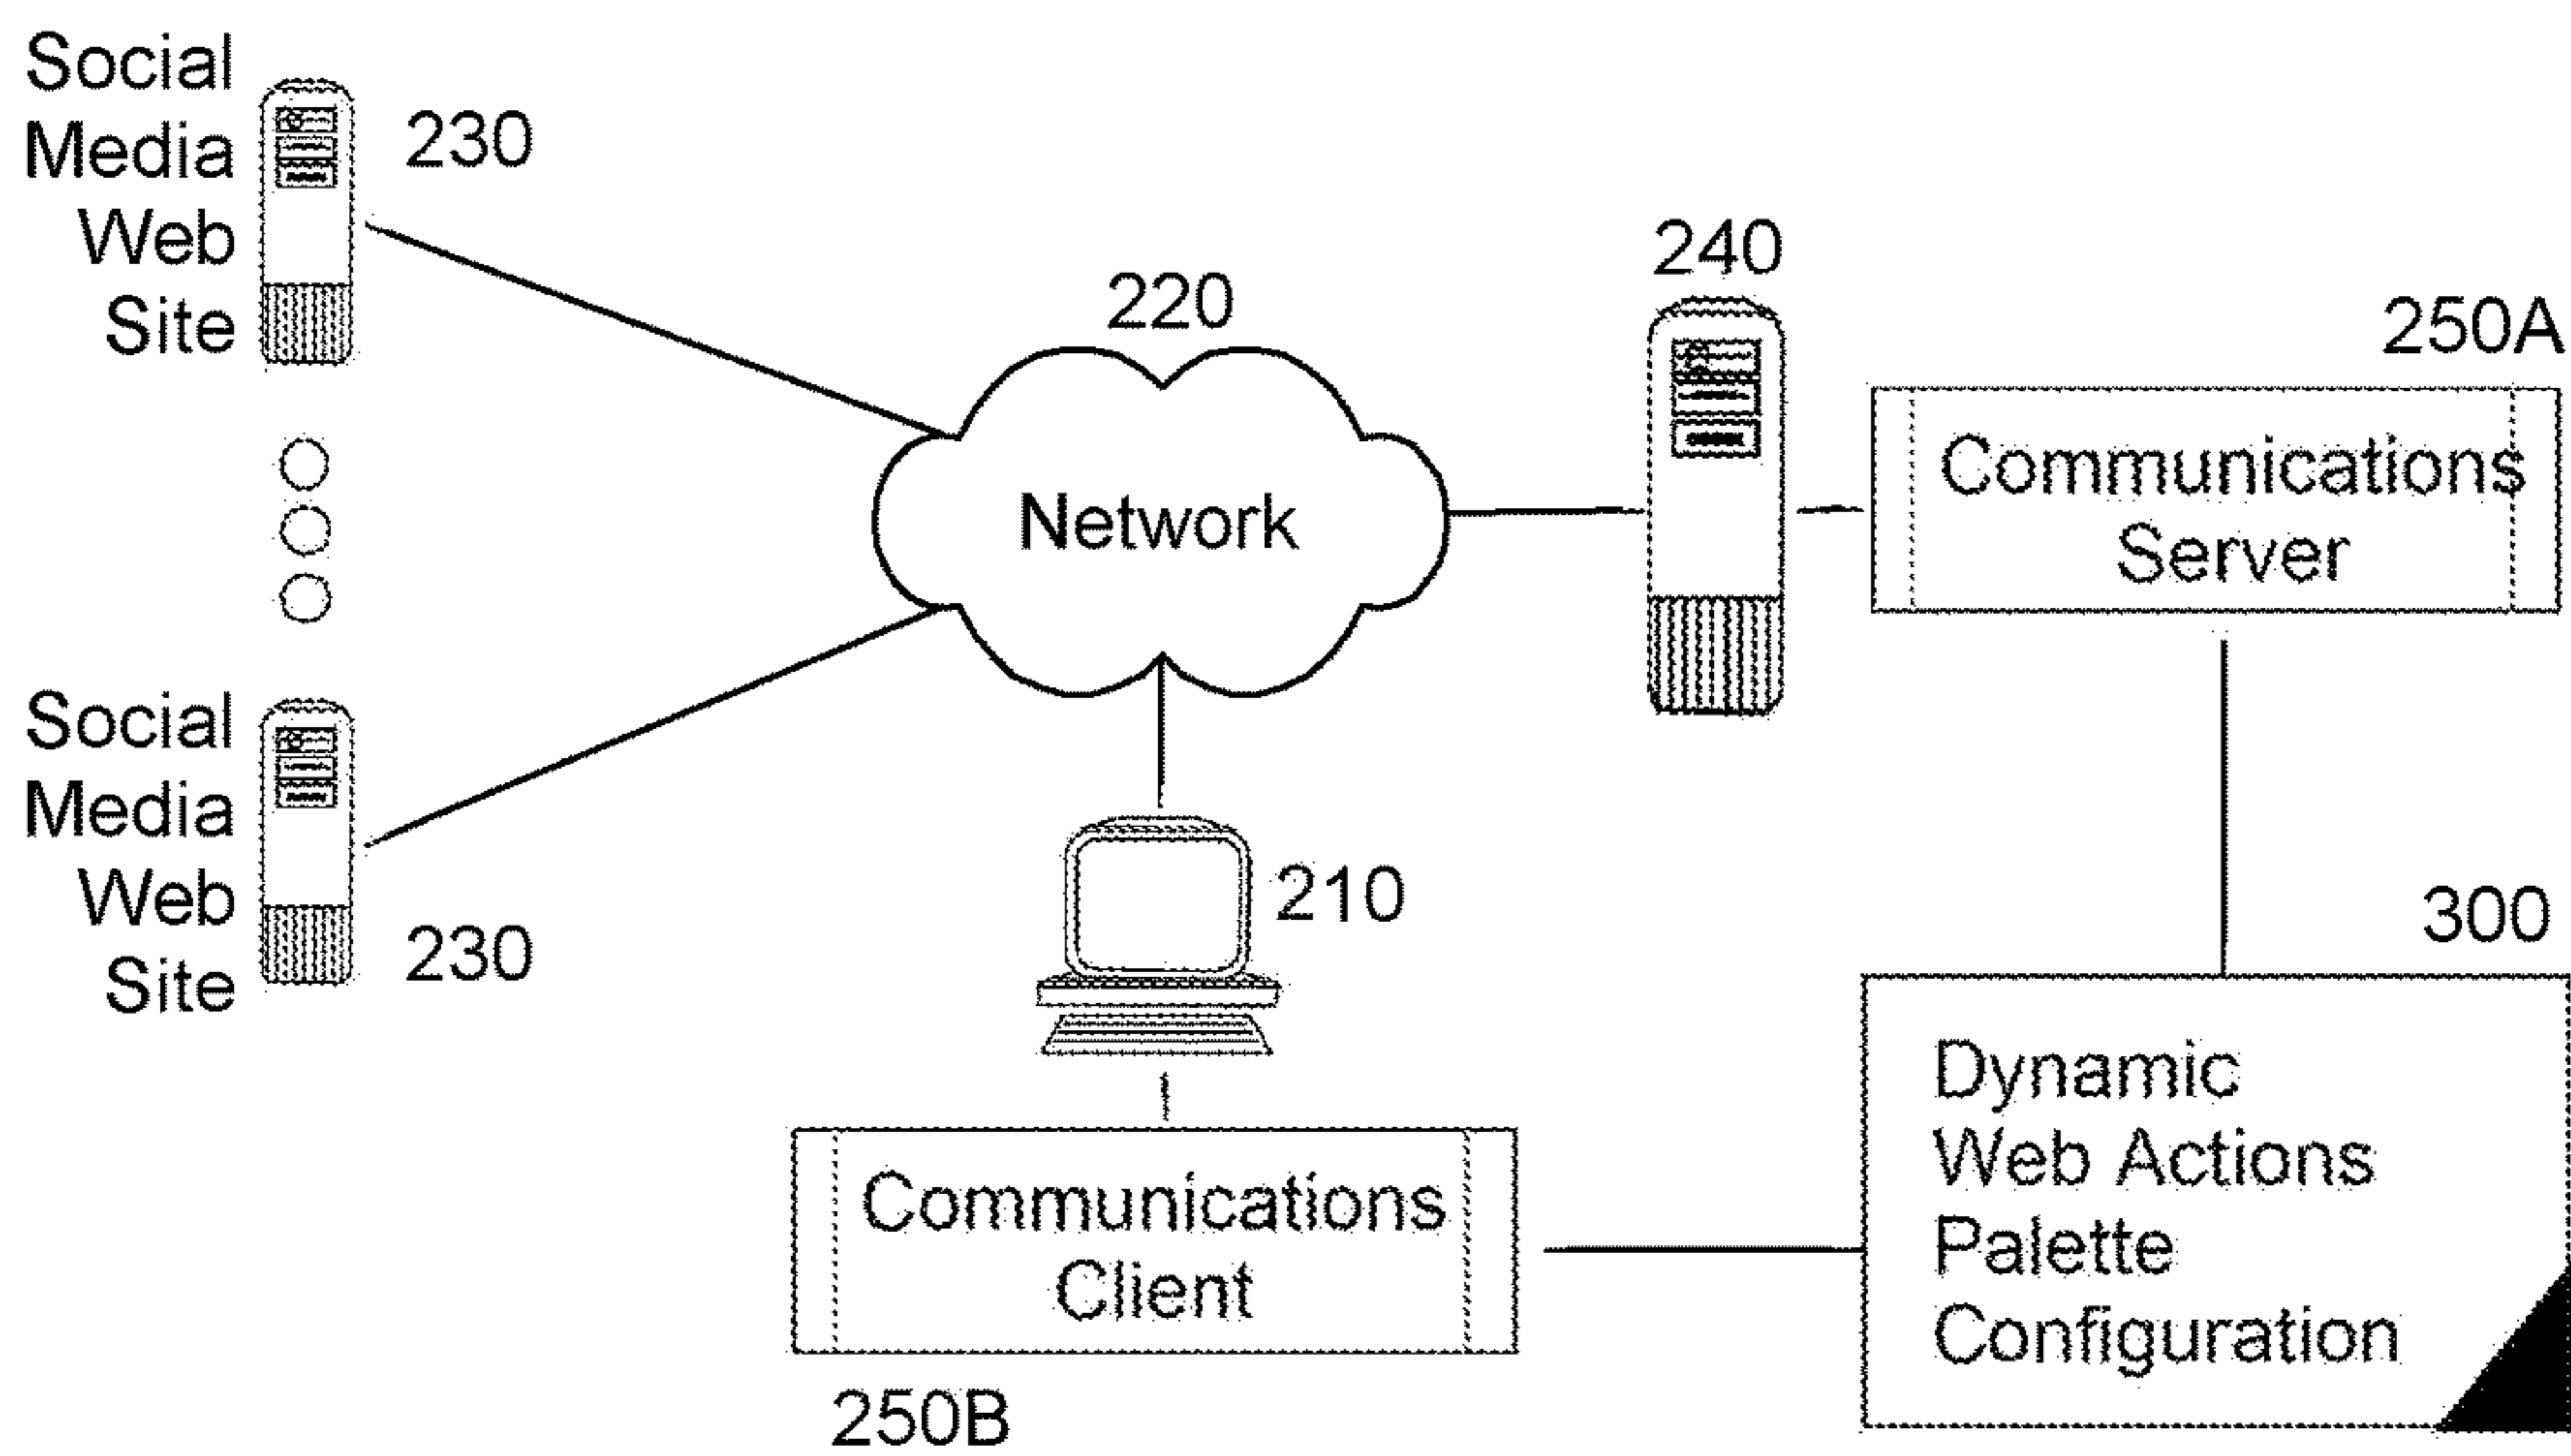 Social
Media
Web
Site
230
220
Network
240
250A
Communications
Server
Social
Media
Web
Site
230
210
Communications
Client
250B
300
Dynamic
Web Actions
Palette
Configuration